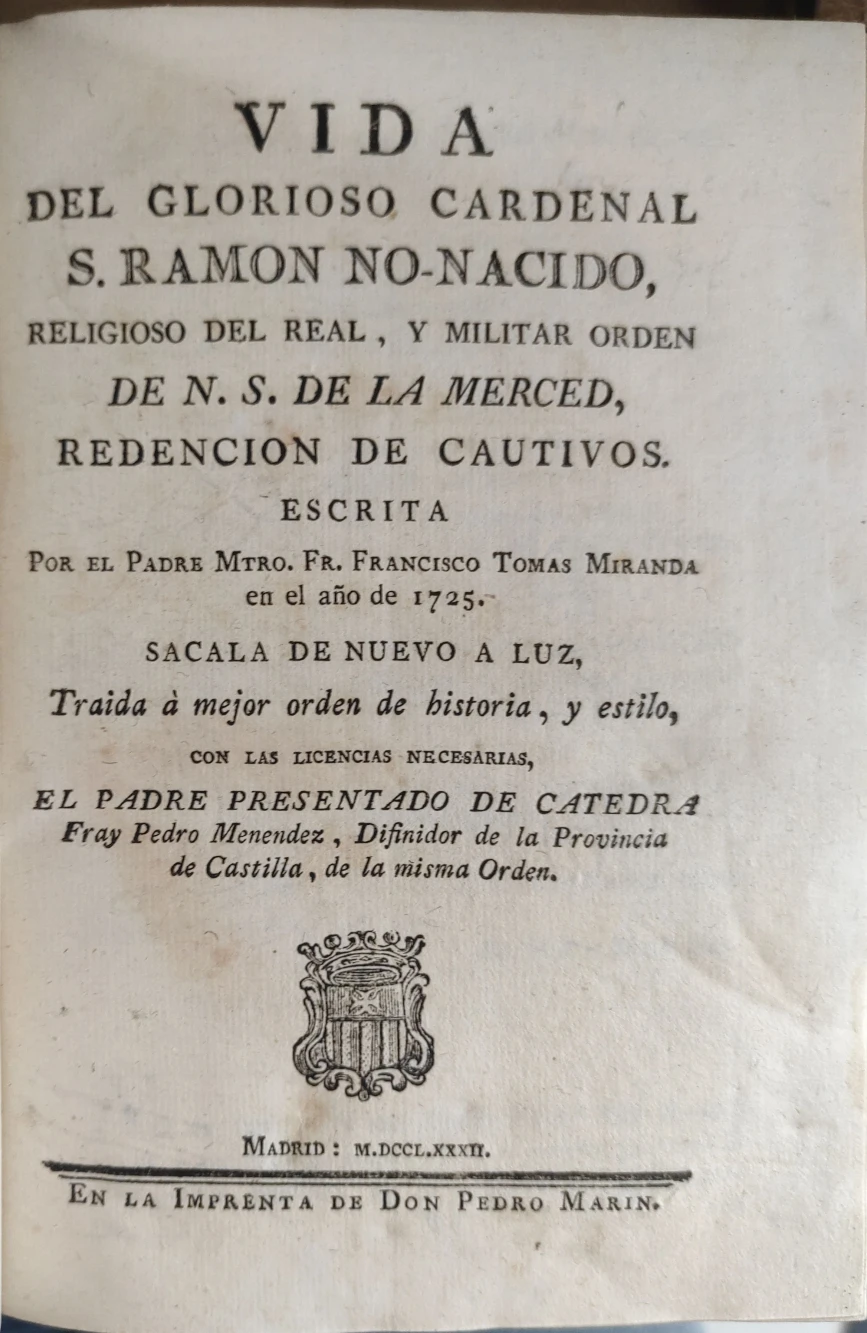 VIDA
DEL GLORIOSO CARDENAL
S. RAMON NO-NACIDO,
RELIGIOSO DEL REAL, Y MILITAR ORDEN
DE N. S. DE LA MERCED,
REDENCION DE CAUTIVOS.
ESCRITA
POR EL PADRE MTRO. FR. FRANCISCO TOMAS MIRANDA
en el año de 1725.
SACALA DE NUEVO A LUZ,
Traida à mejor orden de historia, y estilo,
CON LAS LICENCIAS NECESARIAS,
EL PADRE PRESENTADO DE CATEDRA
Fray Pedro Menendez, Difinidor de la Provincia
de Castilla, de la misma Orden.
MADRID: M.DCCL.XXXII.
EN LA IMPRENTA DE DON PEDRO MARIN.